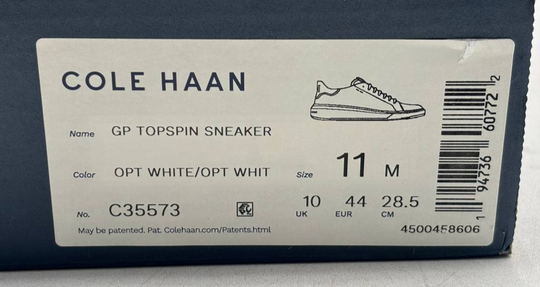 COLE HAAN
Name GP TOPSPIN SNEAKER
Color OPT WHITE/OPT WHIT
Size 11 M
No. C35573
10 44 28.5
UK EUR CM
May be patented. Pat. Colehaan.com/Patents.html
4500458606
1 94736 60772 2